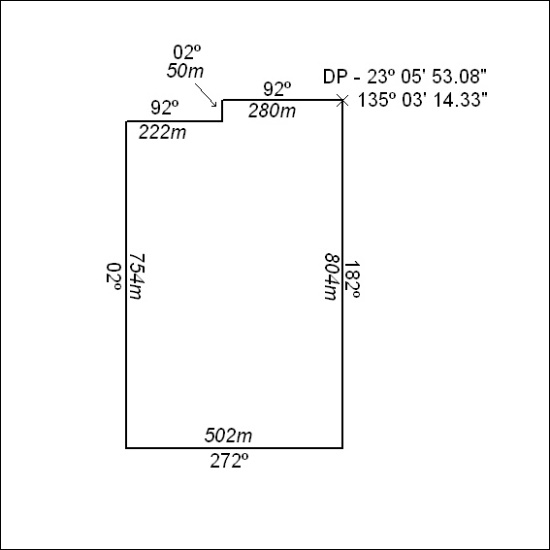 02º
50m
DP - 23º 05' 53.08"
135º 03' 14.33"
92º
280m
92º
222m
02º
754m
804m
182º
502m
272º